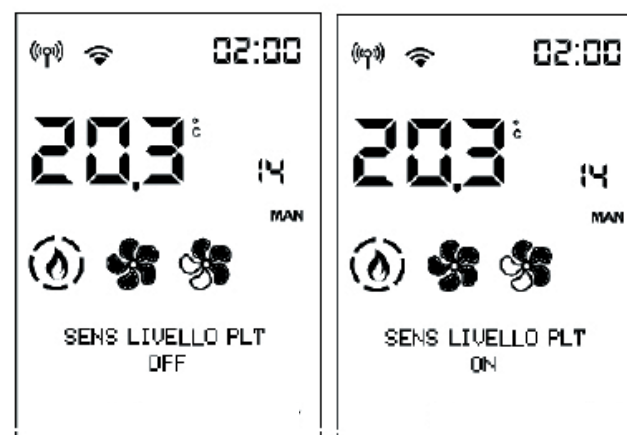 02:00
20.3 °C
14
MAN
SENS LIVELLO PLT
OFF
02:00
20.3 °C
14
MAN
SENS LIVELLO PLT
ON